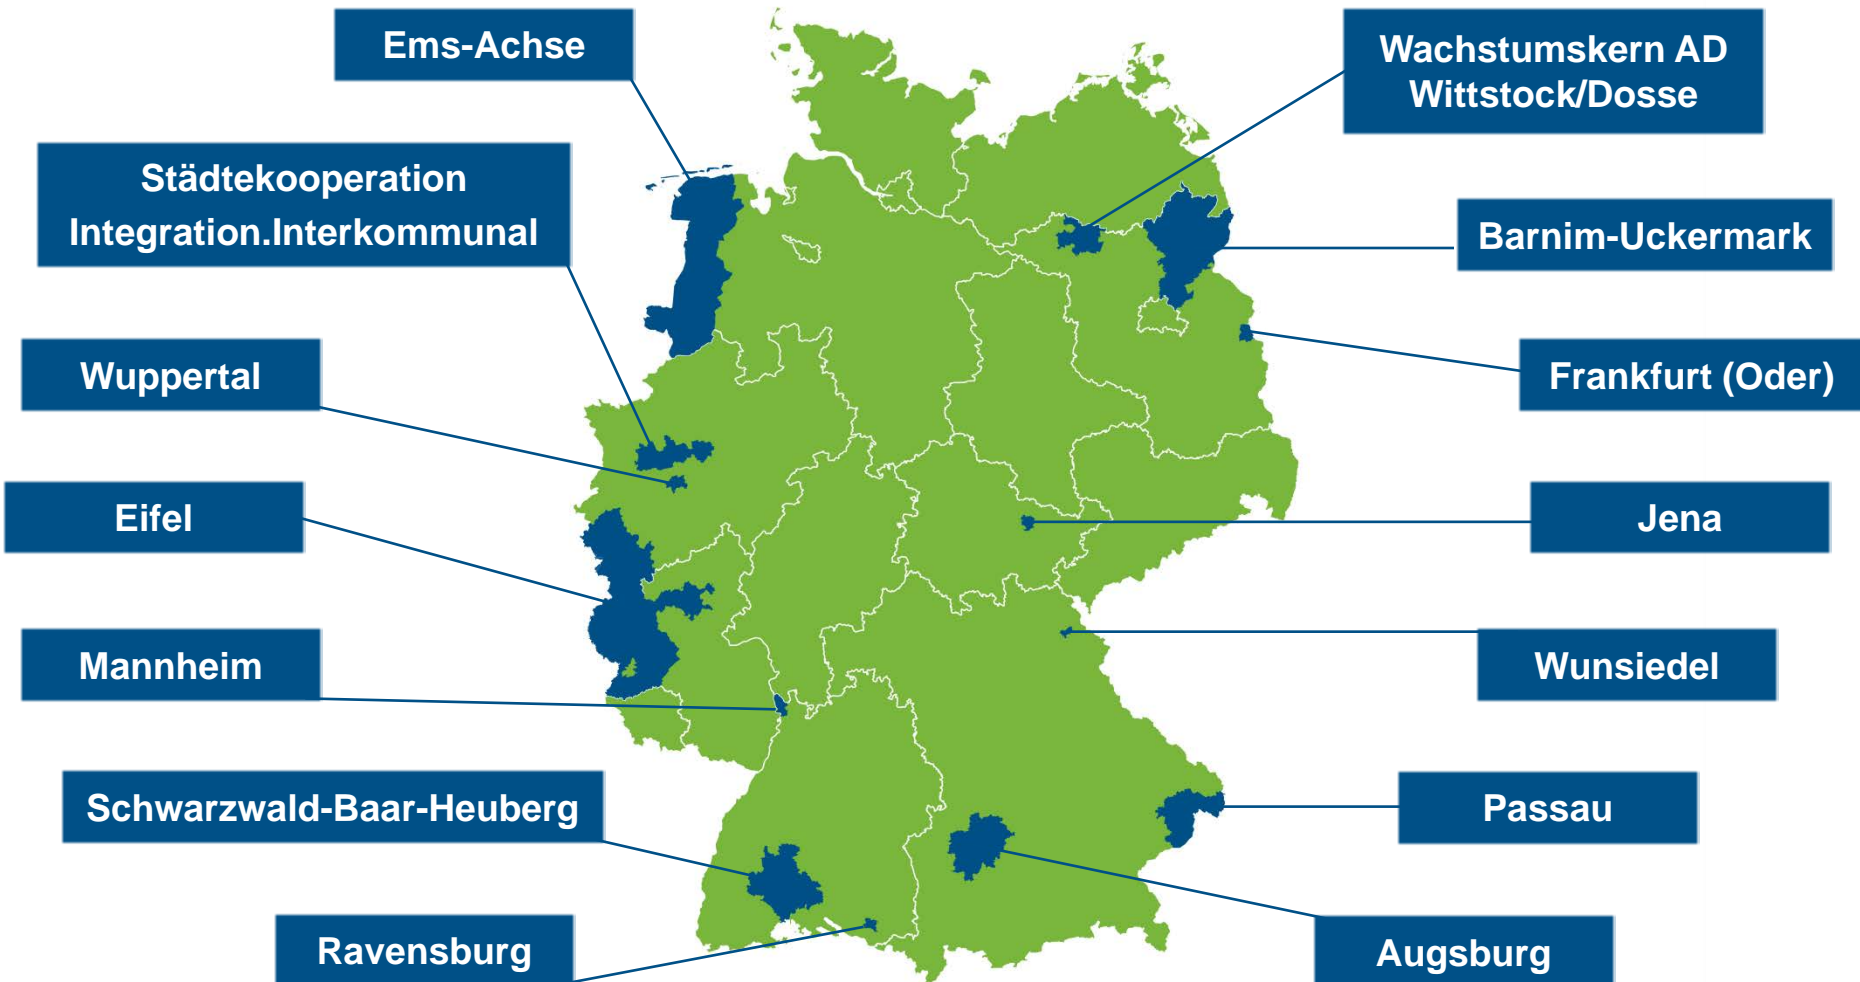 Ems-Achse
Wachstumskern AD
Wittstock/Dosse
Städtekooperation
Integration.Interkommunal
Barnim-Uckermark
Wuppertal
Frankfurt (Oder)
Eifel
Jena
Mannheim
Wunsiedel
Schwarzwald-Baar-Heuberg
Passau
Ravensburg
Augsburg